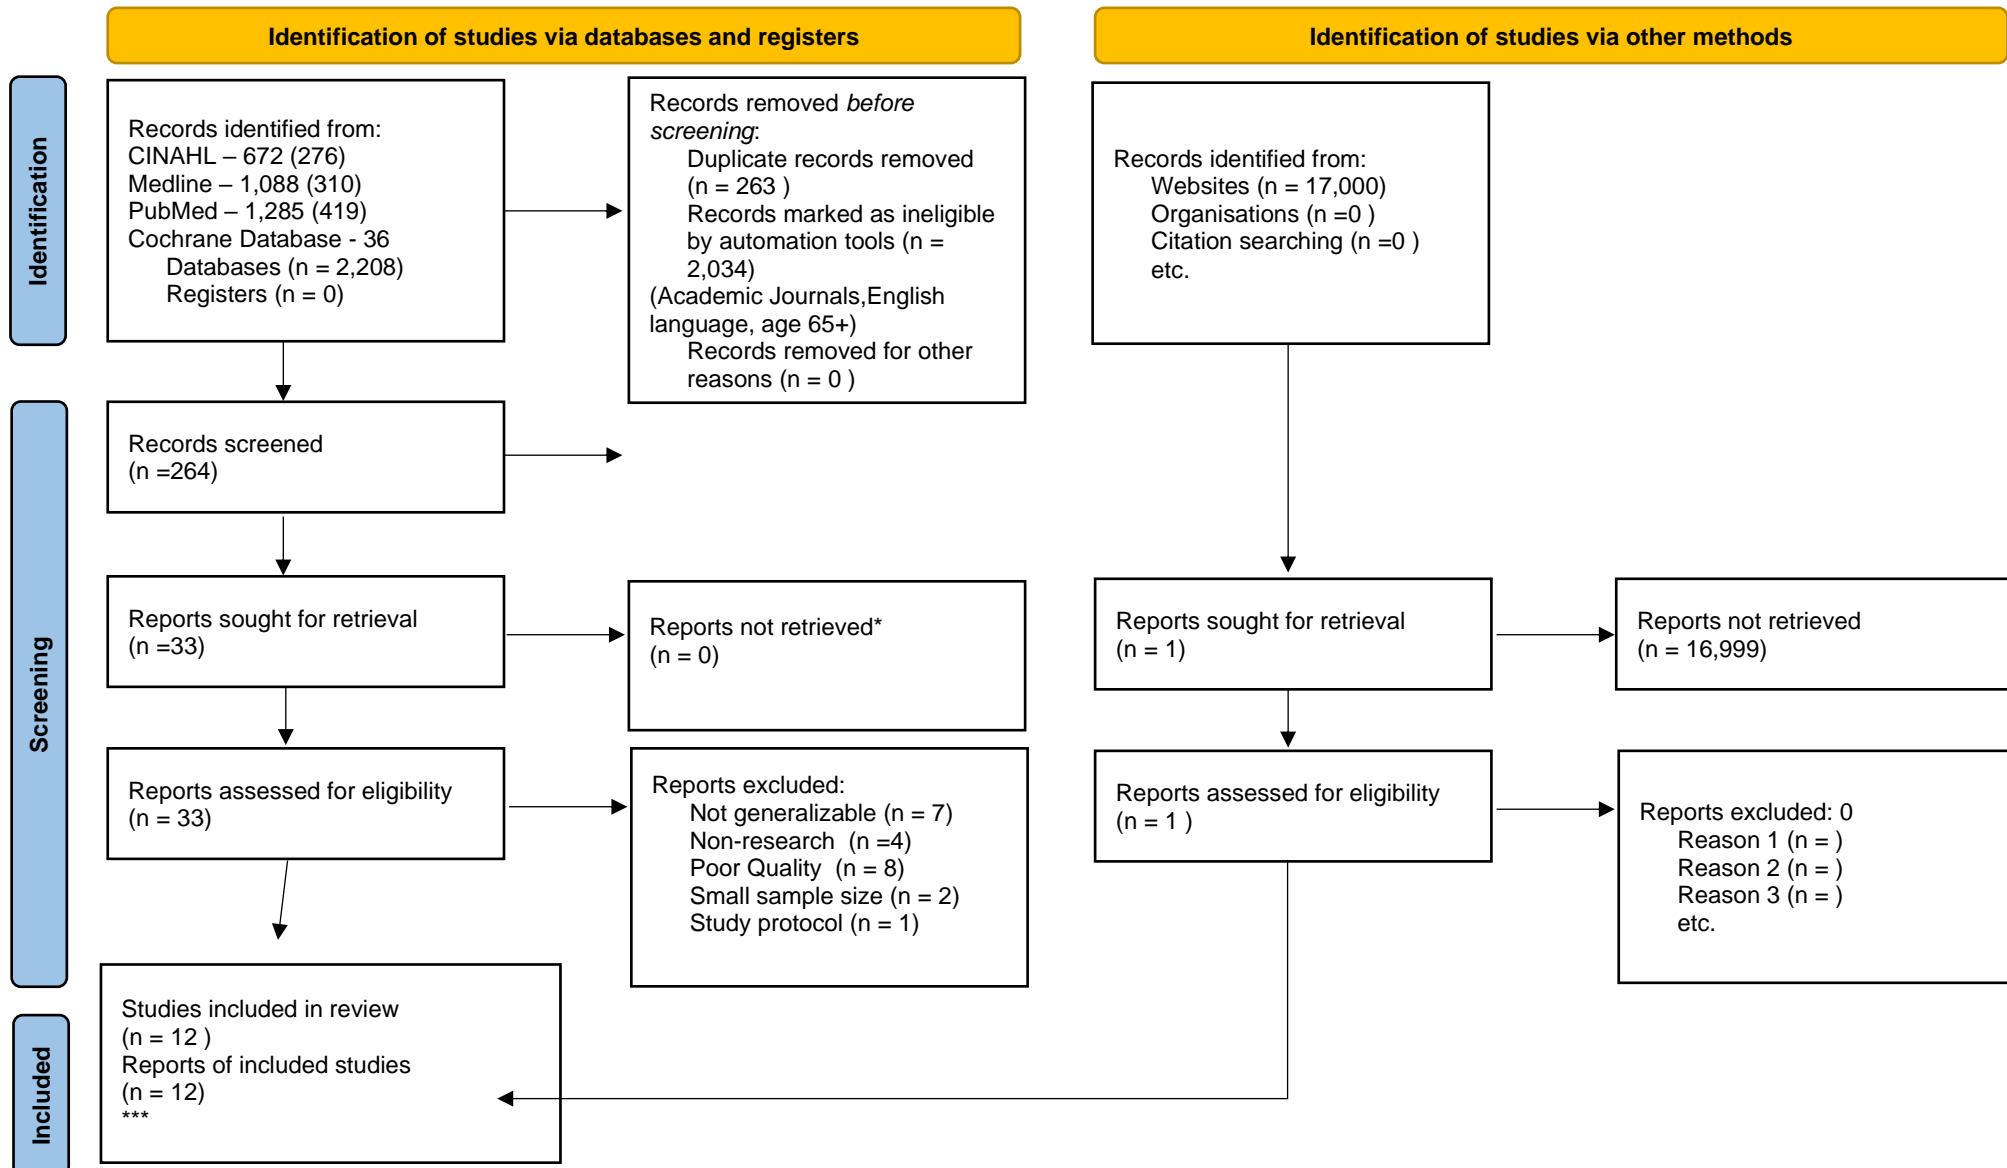 Identification of studies via databases and registers
Identification of studies via other methods
Identification
Records identified from:
CINAHL – 672 (276)
Medline – 1,088 (310)
PubMed – 1,285 (419)
Cochrane Database - 36
Databases (n = 2,208)
Registers (n = 0)
Records removed before
screening:
Duplicate records removed
(n = 263 )
Records marked as ineligible
by automation tools (n =
2,034)
(Academic Journals,English
language, age 65+)
Records removed for other
reasons (n = 0 )
Records identified from:
Websites (n = 17,000)
Organisations (n =0 )
Citation searching (n =0 )
etc.
Screening
Records screened
(n =264)
Reports sought for retrieval
(n =33)
Reports not retrieved*
(n = 0)
Reports sought for retrieval
(n = 1)
Reports not retrieved
(n = 16,999)
Reports assessed for eligibility
(n = 33)
Reports excluded:
Not generalizable (n = 7)
Non-research  (n =4)
Poor Quality  (n = 8)
Small sample size (n = 2)
Study protocol (n = 1)
Reports assessed for eligibility
(n = 1 )
Reports excluded: 0
Reason 1 (n = )
Reason 2 (n = )
Reason 3 (n = )
etc.
Included
Studies included in review
(n = 12 )
Reports of included studies
(n = 12)
***